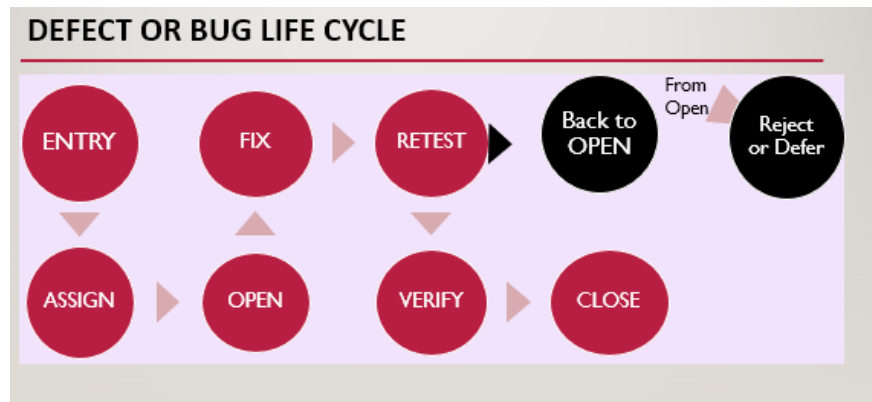 DEFECT OR BUG LIFE CYCLE
ENTRY
FIX
RETEST
Back to
OPEN
From
Open
Reject
or Defer
ASSIGN
OPEN
VERIFY
CLOSE